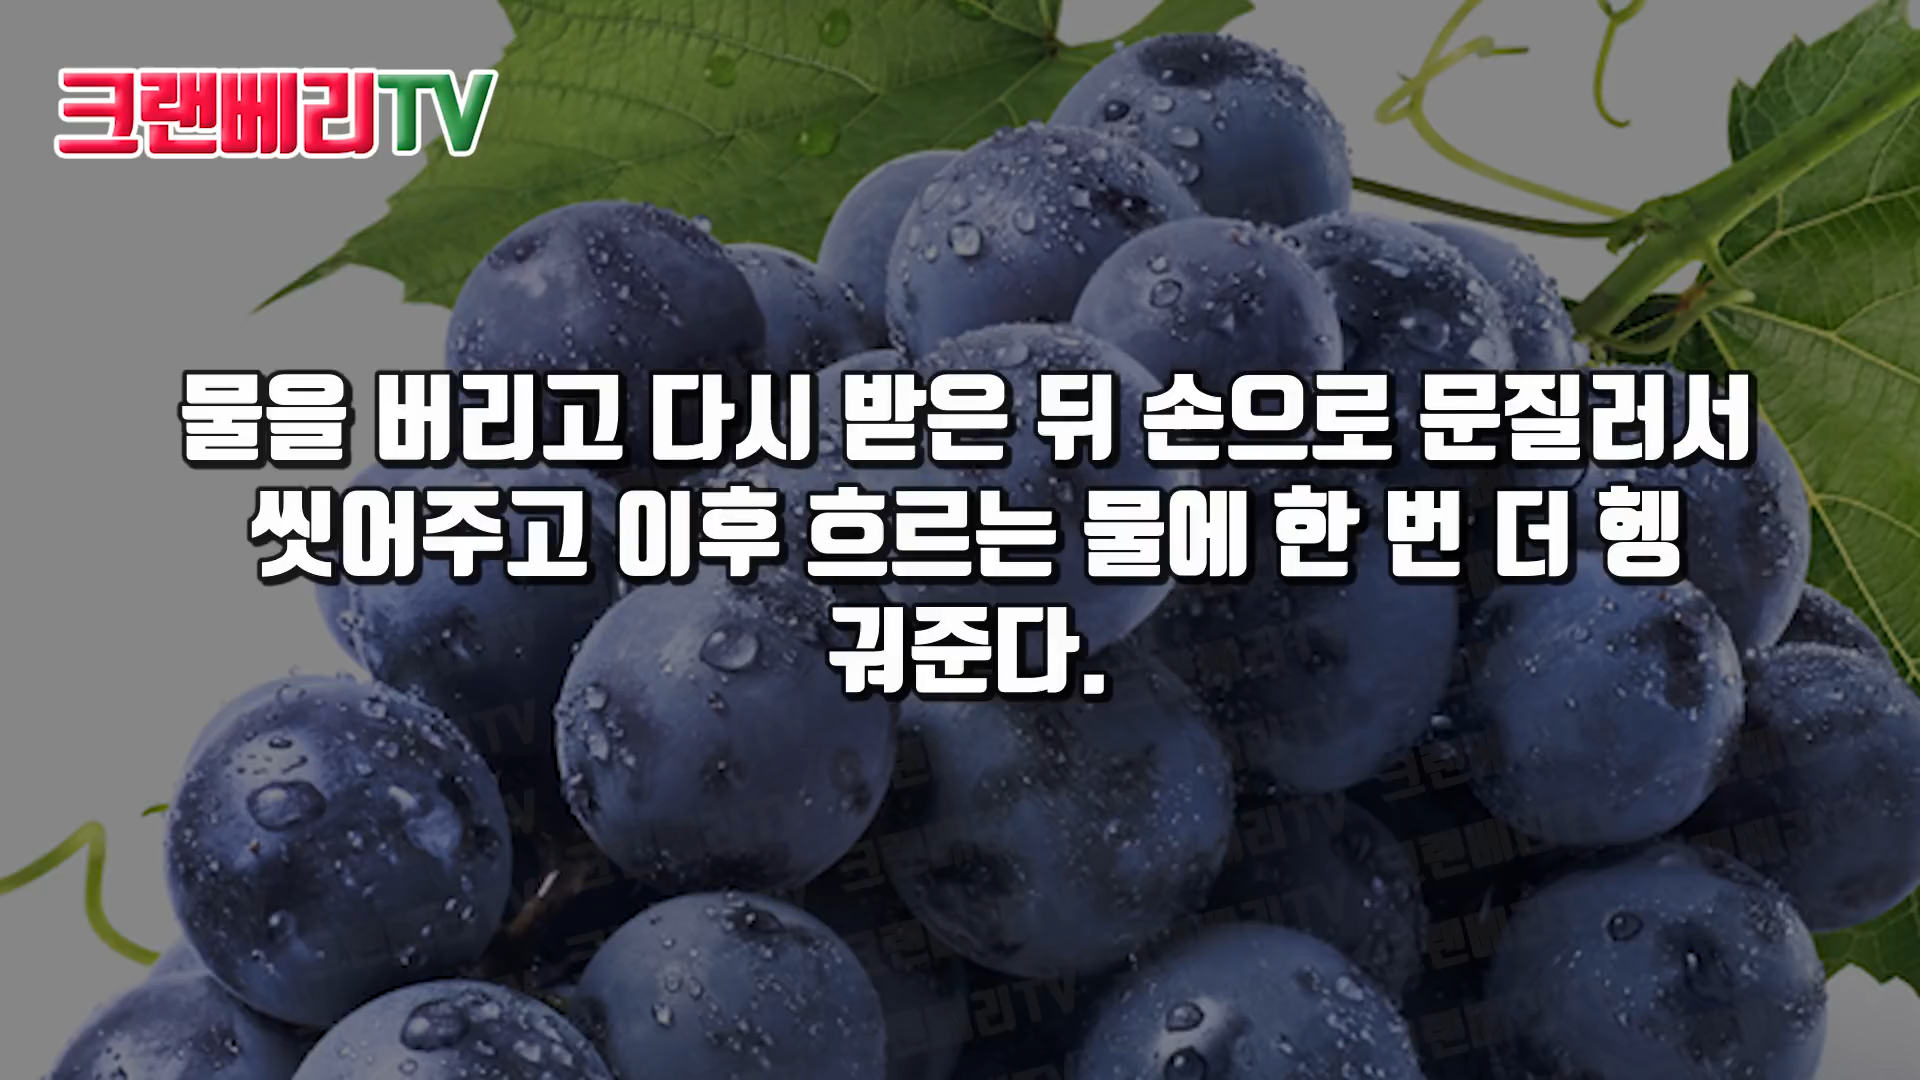 크랜베리TV
물을 버리고 다시 받은 뒤 손으로 문질러서
씻어주고 이후 흐르는 물에 한 번 더 헹
궈준다.